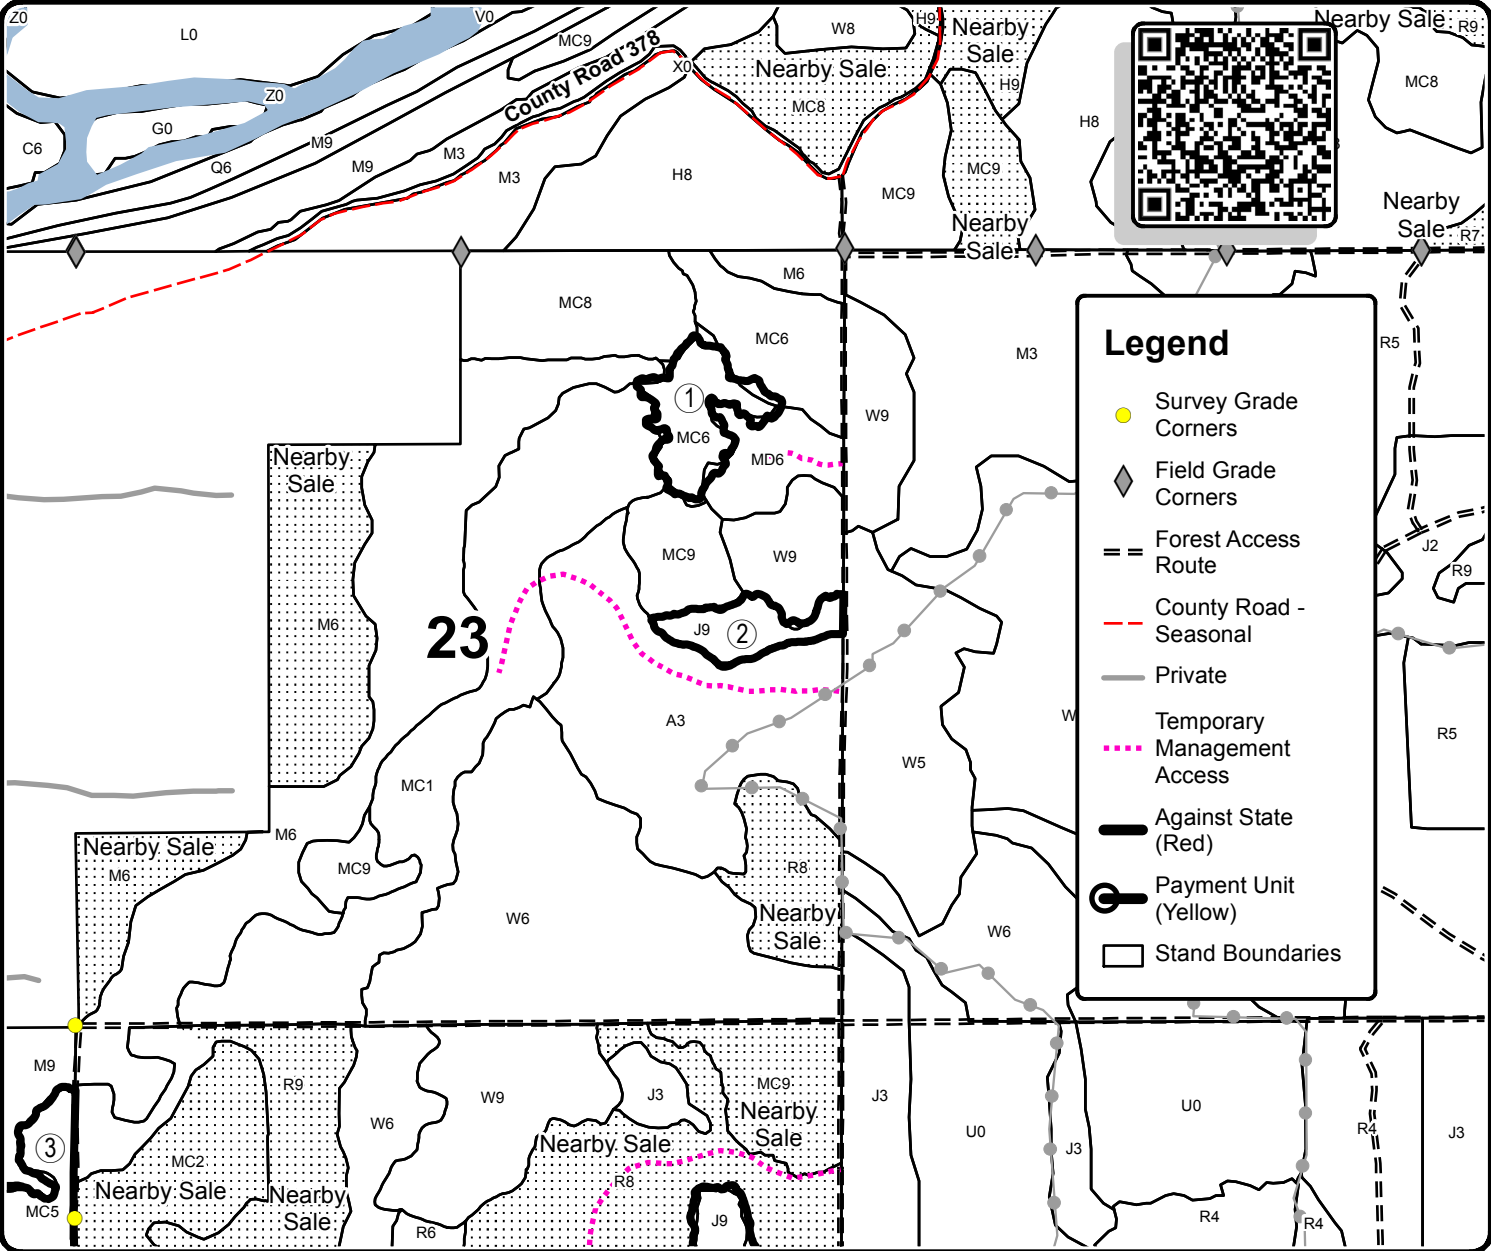 Z0
V0
L0
MC9
County Road 378
X0
W8
H9
Nearby
Sale
Nearby Sale
R9
Nearby Sale
MC8
H9
MC8
Z0
G0
C6
M9
Q6
M9
M3
M3
H8
MC9
MC9
H8
Nearby
Sale
Nearby
Sale
R7
M6
MC8
MC6
M3
R5
1
MC6
W9
MD6
Nearby
Sale
MC9
W9
J2
R9
M6
23
J9
2
A3
W
R5
W5
MC1
M6
Nearby Sale
M6
MC9
R8
Nearby
Sale
W6
W6
Legend
Survey Grade
Corners
Field Grade
Corners
Forest Access
Route
County Road -
Seasonal
Private
Temporary
Management
Access
Against State
(Red)
Payment Unit
(Yellow)
Stand Boundaries
M9
R9
W9
J3
MC9
Nearby
Sale
J3
U0
U0
R4
J3
W6
3
MC2
Nearby Sale
J3
Nearby Sale
Nearby
Sale
R8
MC5
R6
J9
R4
R4